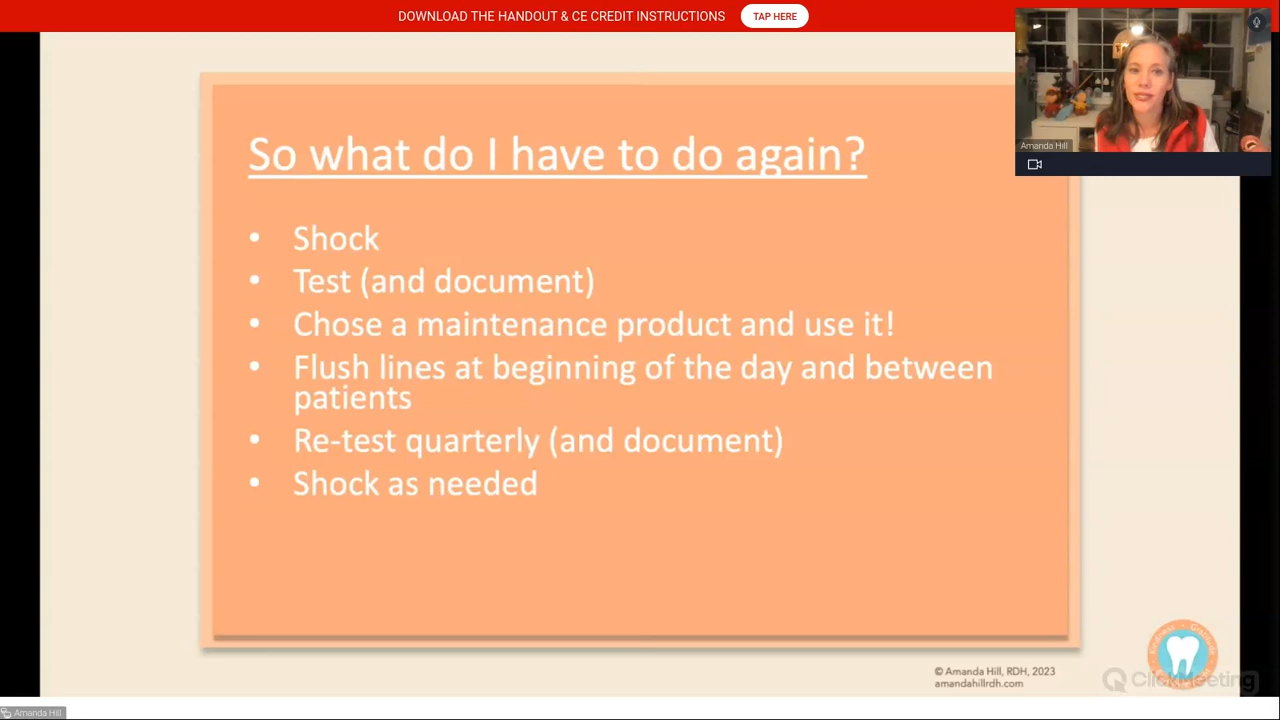 DOWNLOAD THE HANDOUT & CE CREDIT INSTRUCTIONS
TAP HERE
Amanda Hill
So what do I have to do again?
• Shock
• Test (and document)
• Chose a maintenance product and use it!
• Flush lines at beginning of the day and between
patients
• Re-test quarterly (and document)
• Shock as needed
© Amanda Hill, RDH, 2023
amandahillrdh.com
Kindness · Gratitude
ClickMeeting
Amanda Hill